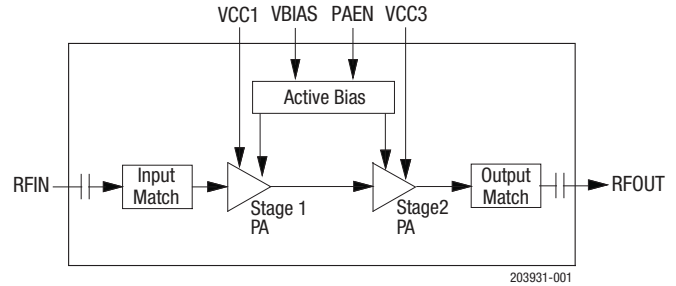 VCC1 VBIAS PAEN VCC3
Active Bias
RFIN
Input
Match
Stage 1
PA
Stage2
PA
Output
Match
RFOUT
203931-001